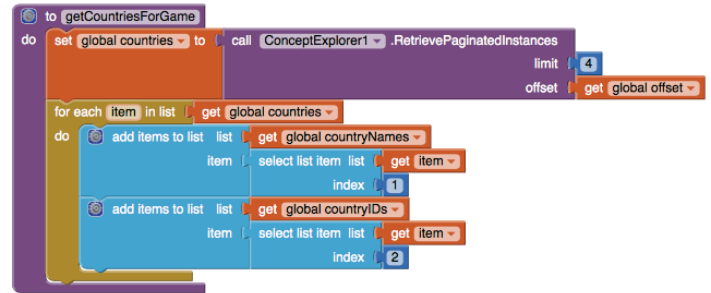 to getCountriesForGame
do set global countries to call ConceptExplorer1 .RetrievePaginatedInstances
limit 4
offset get global offset
for each item in list get global countries
do add items to list list get global countryNames
item select list item list get item
index 1
add items to list list get global countryIDs
item select list item list get item
index 2